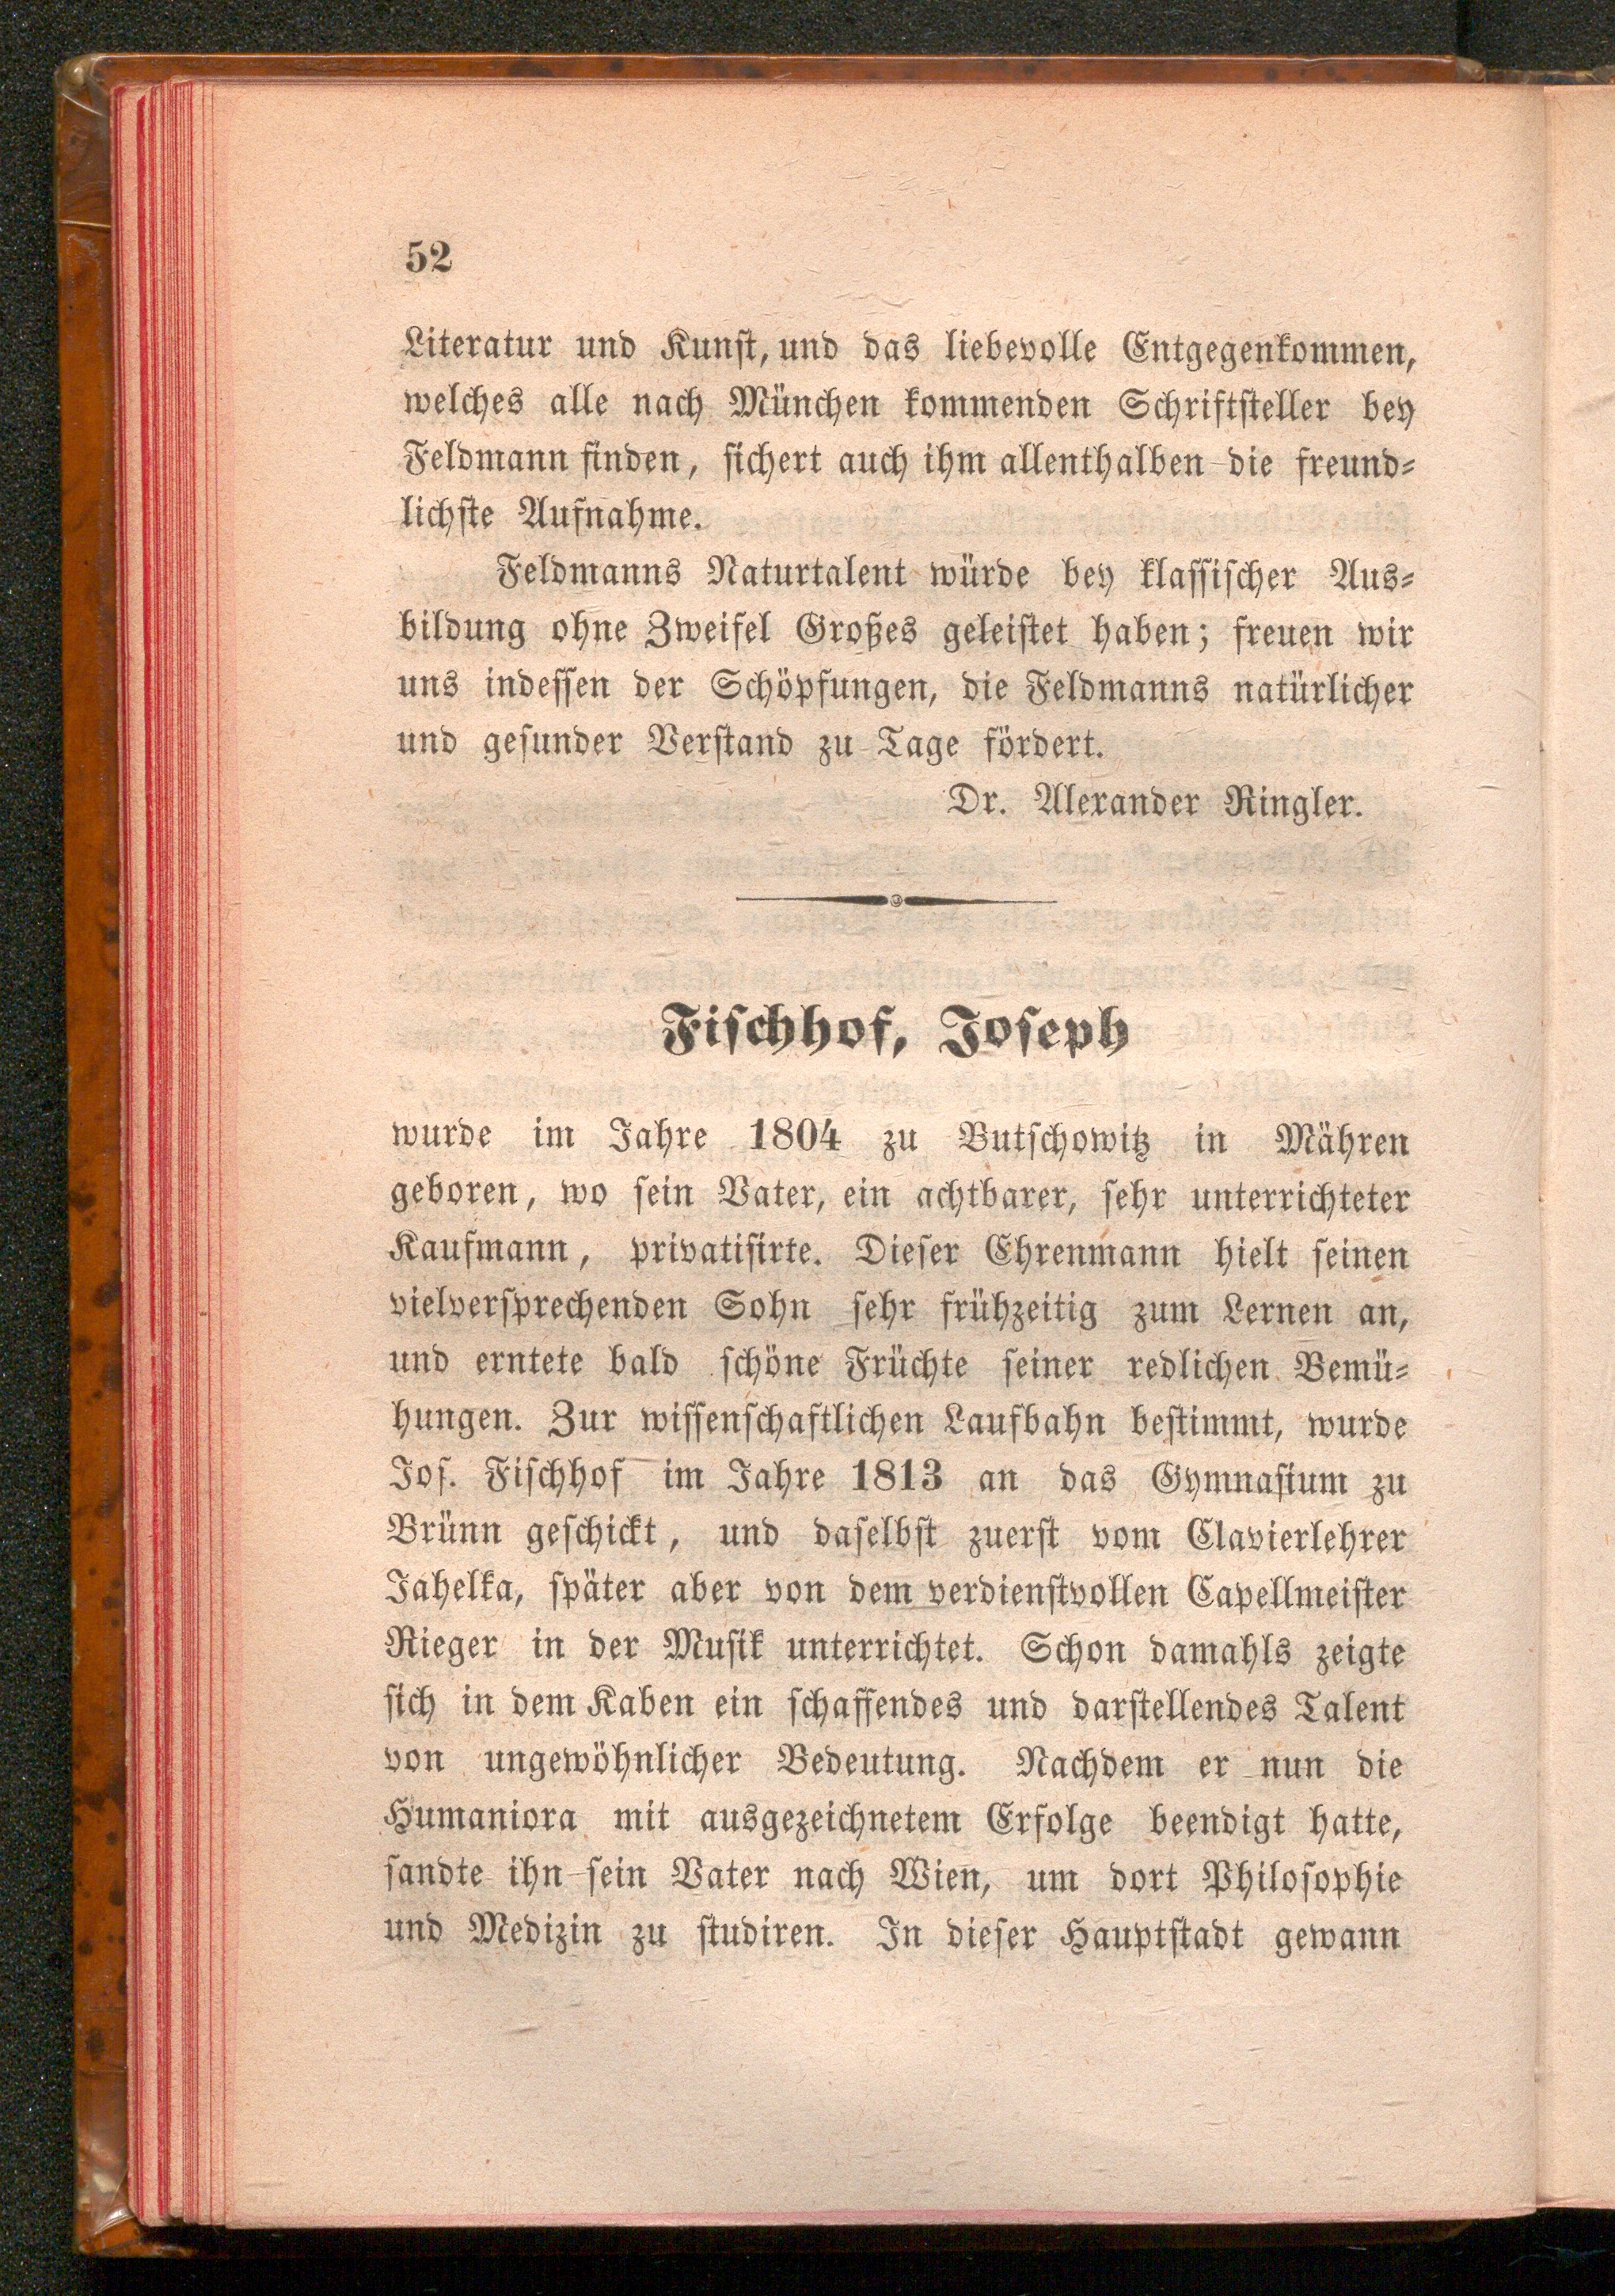 52
Literatur und Kunst, und das liebevolle Entgegenkommen,
welches alle nach München kommenden Schriftsteller bey
Feldmann finden, sichert auch ihm allenthalben die freund-
lichste Aufnahme.
Feldmanns Naturtalent würde bey klassischer Aus-
bildung ohne Zweifel Großes geleistet haben; freuen wir
uns indessen der Schöpfungen, die Feldmanns natürlicher
und gesunder Verstand zu Tage fördert.
Dr. Alexander Ringler.
Fischhof, Joseph
wurde im Jahre 1804 zu Butschowitz in Mähren
geboren, wo sein Vater, ein achtbarer, sehr unterrichteter
Kaufmann, privatisirte. Dieser Ehrenmann hielt seinen
vielversprechenden Sohn sehr frühzeitig zum Lernen an,
und erntete bald schöne Früchte seiner redlichen Bemü-
hungen. Zur wissenschaftlichen Laufbahn bestimmt, wurde
Jos. Fischhof im Jahre 1813 an das Gymnasium zu
Brünn geschickt, und daselbst zuerst vom Clavierlehrer
Jahelka, später aber von dem verdienstvollen Capellmeister
Rieger in der Musik unterrichtet. Schon damahls zeigte
sich in dem Kaben ein schaffendes und darstellendes Talent
von ungewöhnlicher Bedeutung. Nachdem er nun die
Humaniora mit ausgezeichnetem Erfolge beendigt hatte,
sandte ihn sein Vater nach Wien, um dort Philosophie
und Medizin zu studiren. In dieser Hauptstadt gewann